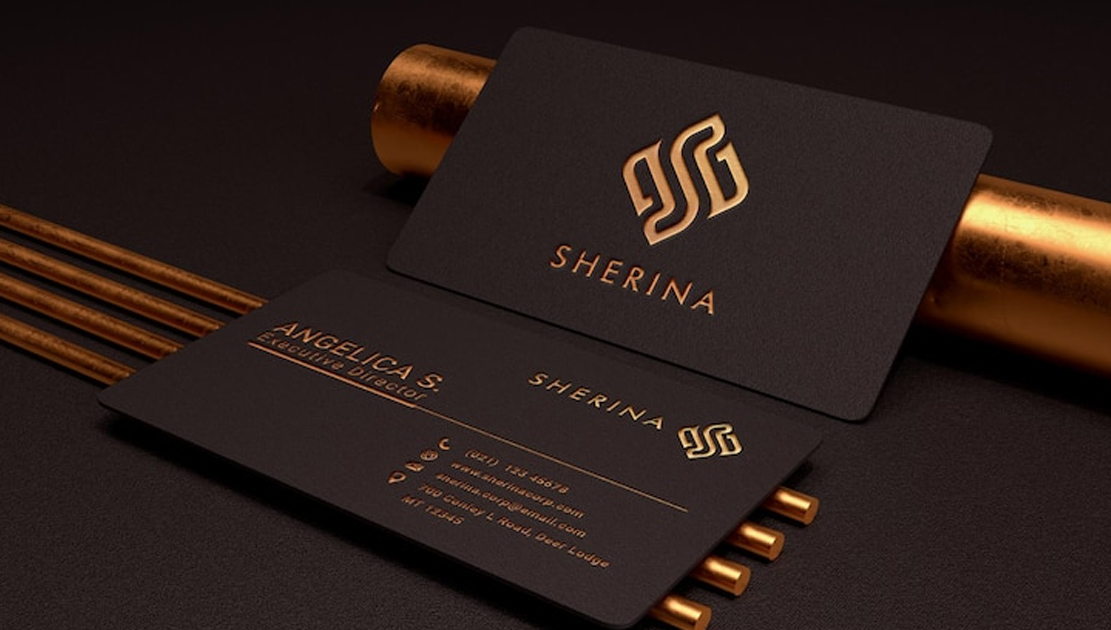 SHERINA
ANGELICA S.
Executive Director
SHERINA
(021) 123 45678
www.sherinacorp.com
sherina.corp@email.com
700 Conley L Road, Deer Lodge
MT 12345